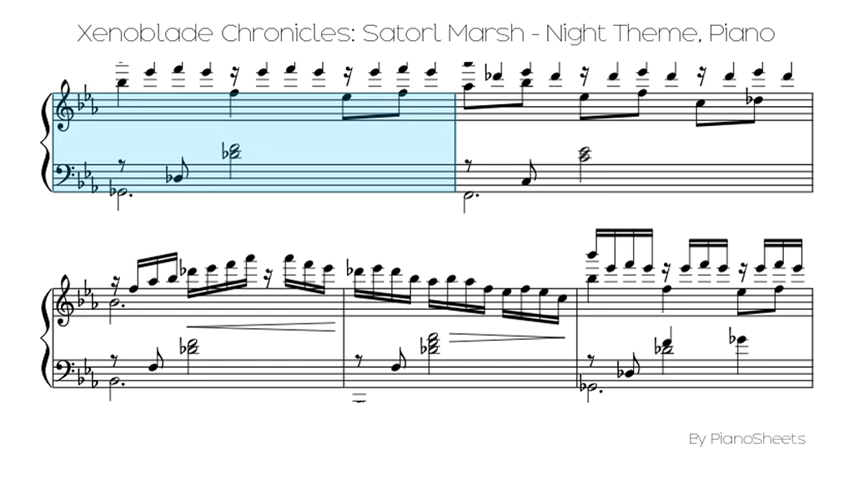 Xenoblade Chronicles: Satorl Marsh - Night Theme, Piano
By PianoSheets